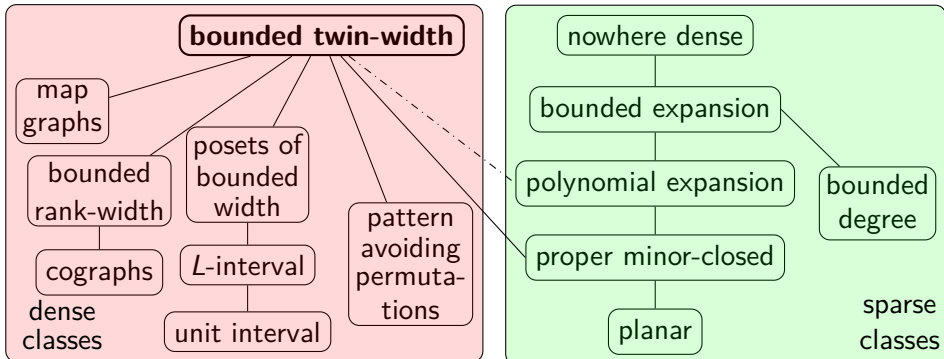 bounded twin-width
map
graphs
bounded
rank-width
cographs
posets of
bounded
width
L-interval
unit interval
pattern
avoiding
permuta-
tions
dense
classes
nowhere dense
bounded expansion
polynomial expansion
bounded
degree
proper minor-closed
planar
sparse
classes